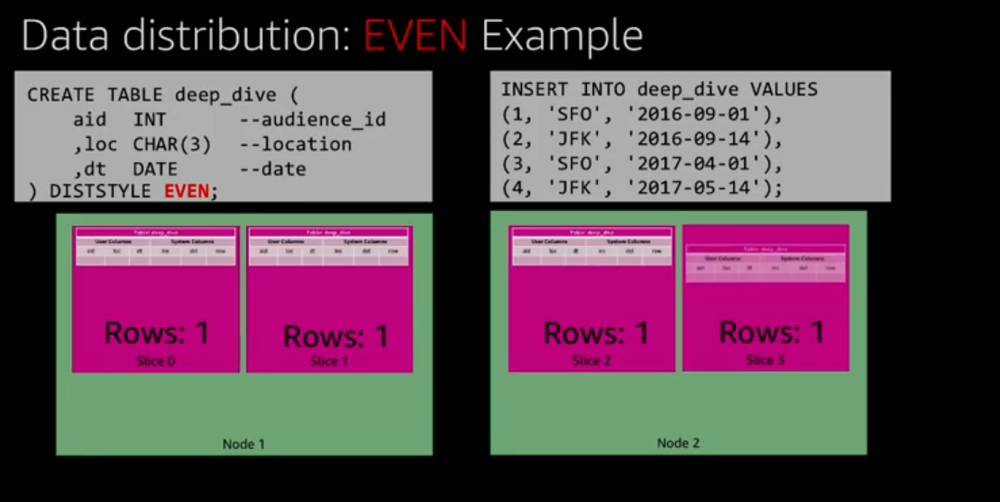 Data distribution: EVEN Example
CREATE TABLE deep_dive (
aid INT --audience_id
,loc CHAR(3) --location
,dt DATE --date
) DISTSTYLE EVEN;
INSERT INTO deep_dive VALUES
(1, 'SFO', '2016-09-01'),
(2, 'JFK', '2016-09-14'),
(3, 'SFO', '2017-04-01'),
(4, 'JFK', '2017-05-14');
Table: deep_dive
User Columns System Columns
aid loc dt ins del row
Rows: 1
Slice 0
Table: deep_dive
User Columns System Columns
aid loc dt ins del row
Rows: 1
Slice 1
Node 1
Table: deep_dive
User Columns System Columns
aid loc dt ins del row
Rows: 1
Slice 2
Table: deep_dive
User Columns System Columns
aid loc dt ins del row
Rows: 1
Slice 3
Node 2